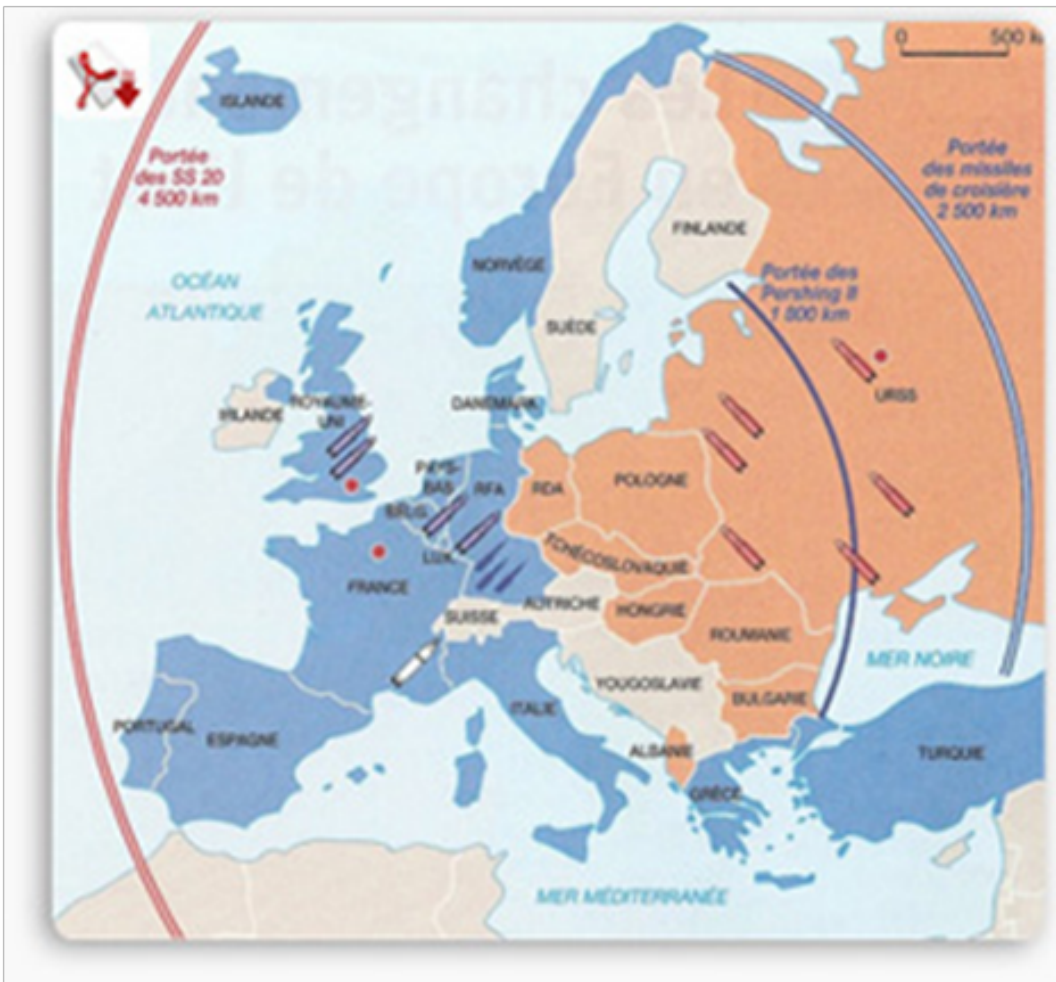 0 500 k
ISLANDE
Portée
des SS 20
4 500 km
Portée
des missiles
de croisière
2 500 km
FINLANDE
NORVÈGE
OCÉAN
ATLANTIQUE
Portée des
Pershing II
1 800 km
SUÈDE
IRLANDE
ROYAUME-
UNI
DANEMARK
URSS
PAYS-
BAS
RFA
RDA
POLOGNE
BELG.
LUX.
TCHÉCOSLOVAQUIE
FRANCE
SUISSE
AUTRICHE
HONGRIE
ROUMANIE
MER NOIRE
YOUGOSLAVIE
BULGARIE
ITALIE
PORTUGAL
ESPAGNE
ALBANIE
TURQUIE
GRÈCE
MER MÉDITERRANÉE